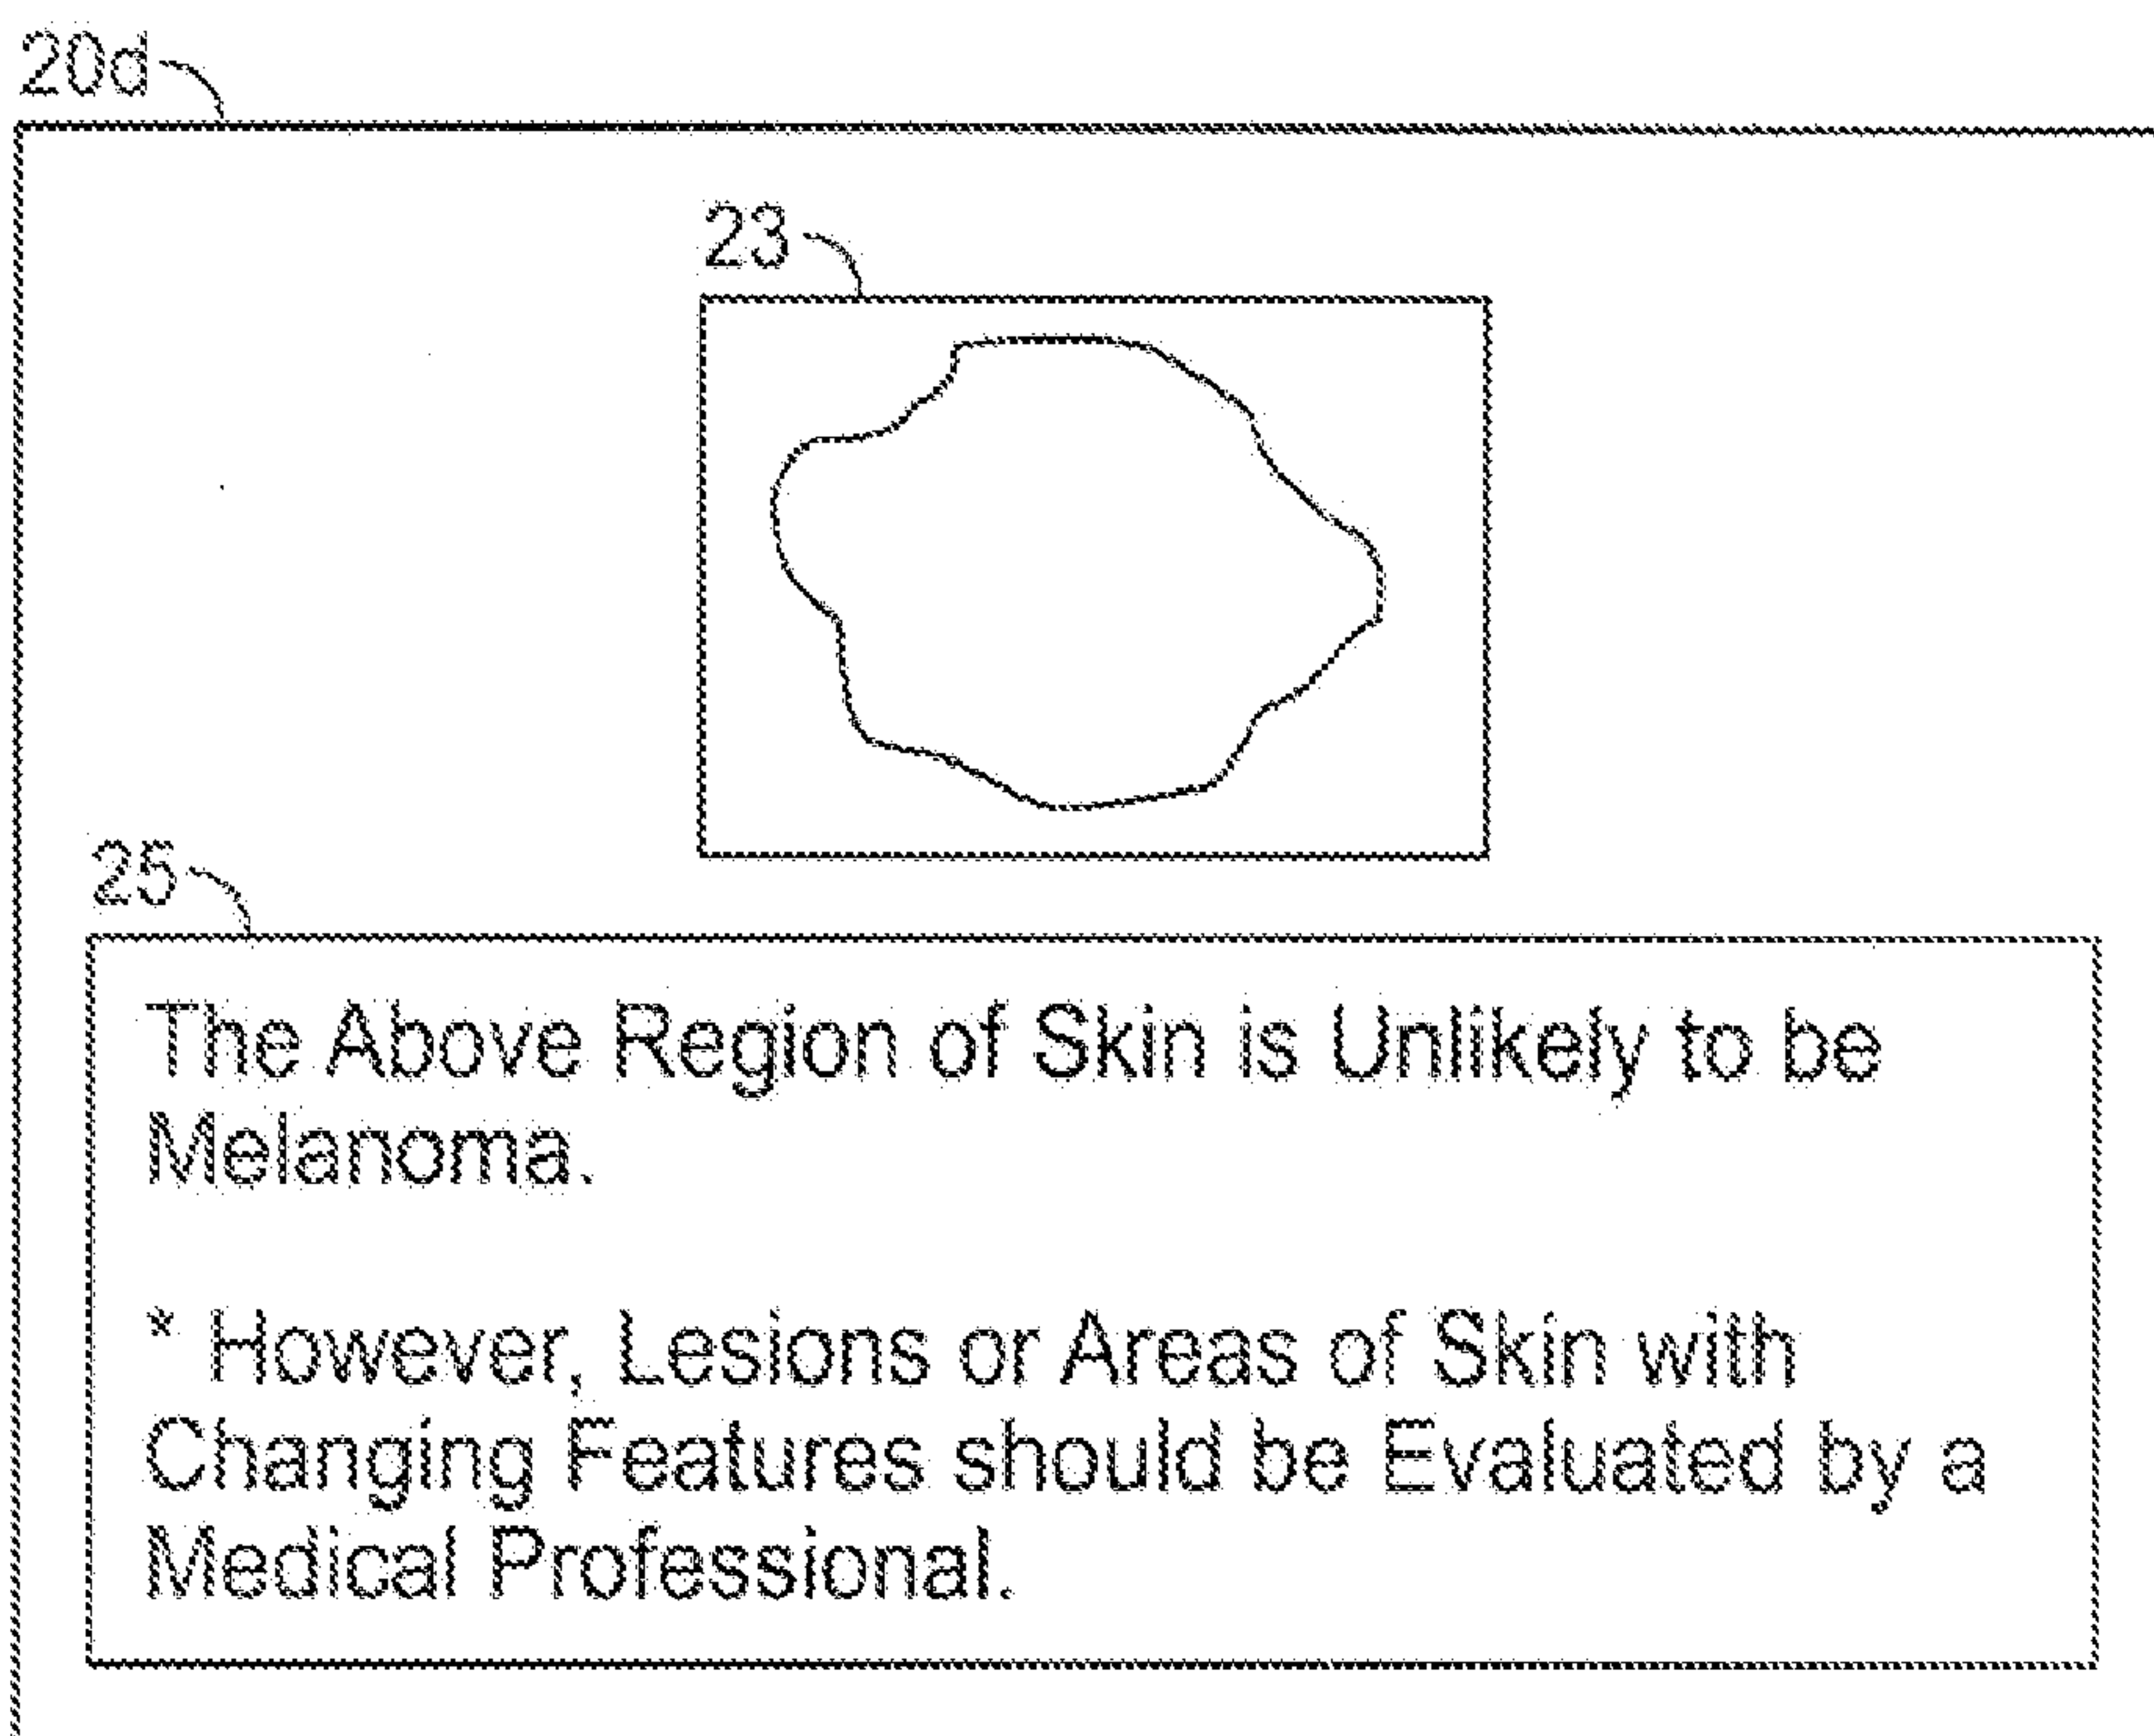 20d
23
25
The Above Region of Skin is Unlikely to be
Melanoma.
* However, Lesions or Areas of Skin with
Changing Features should be Evaluated by a
Medical Professional.